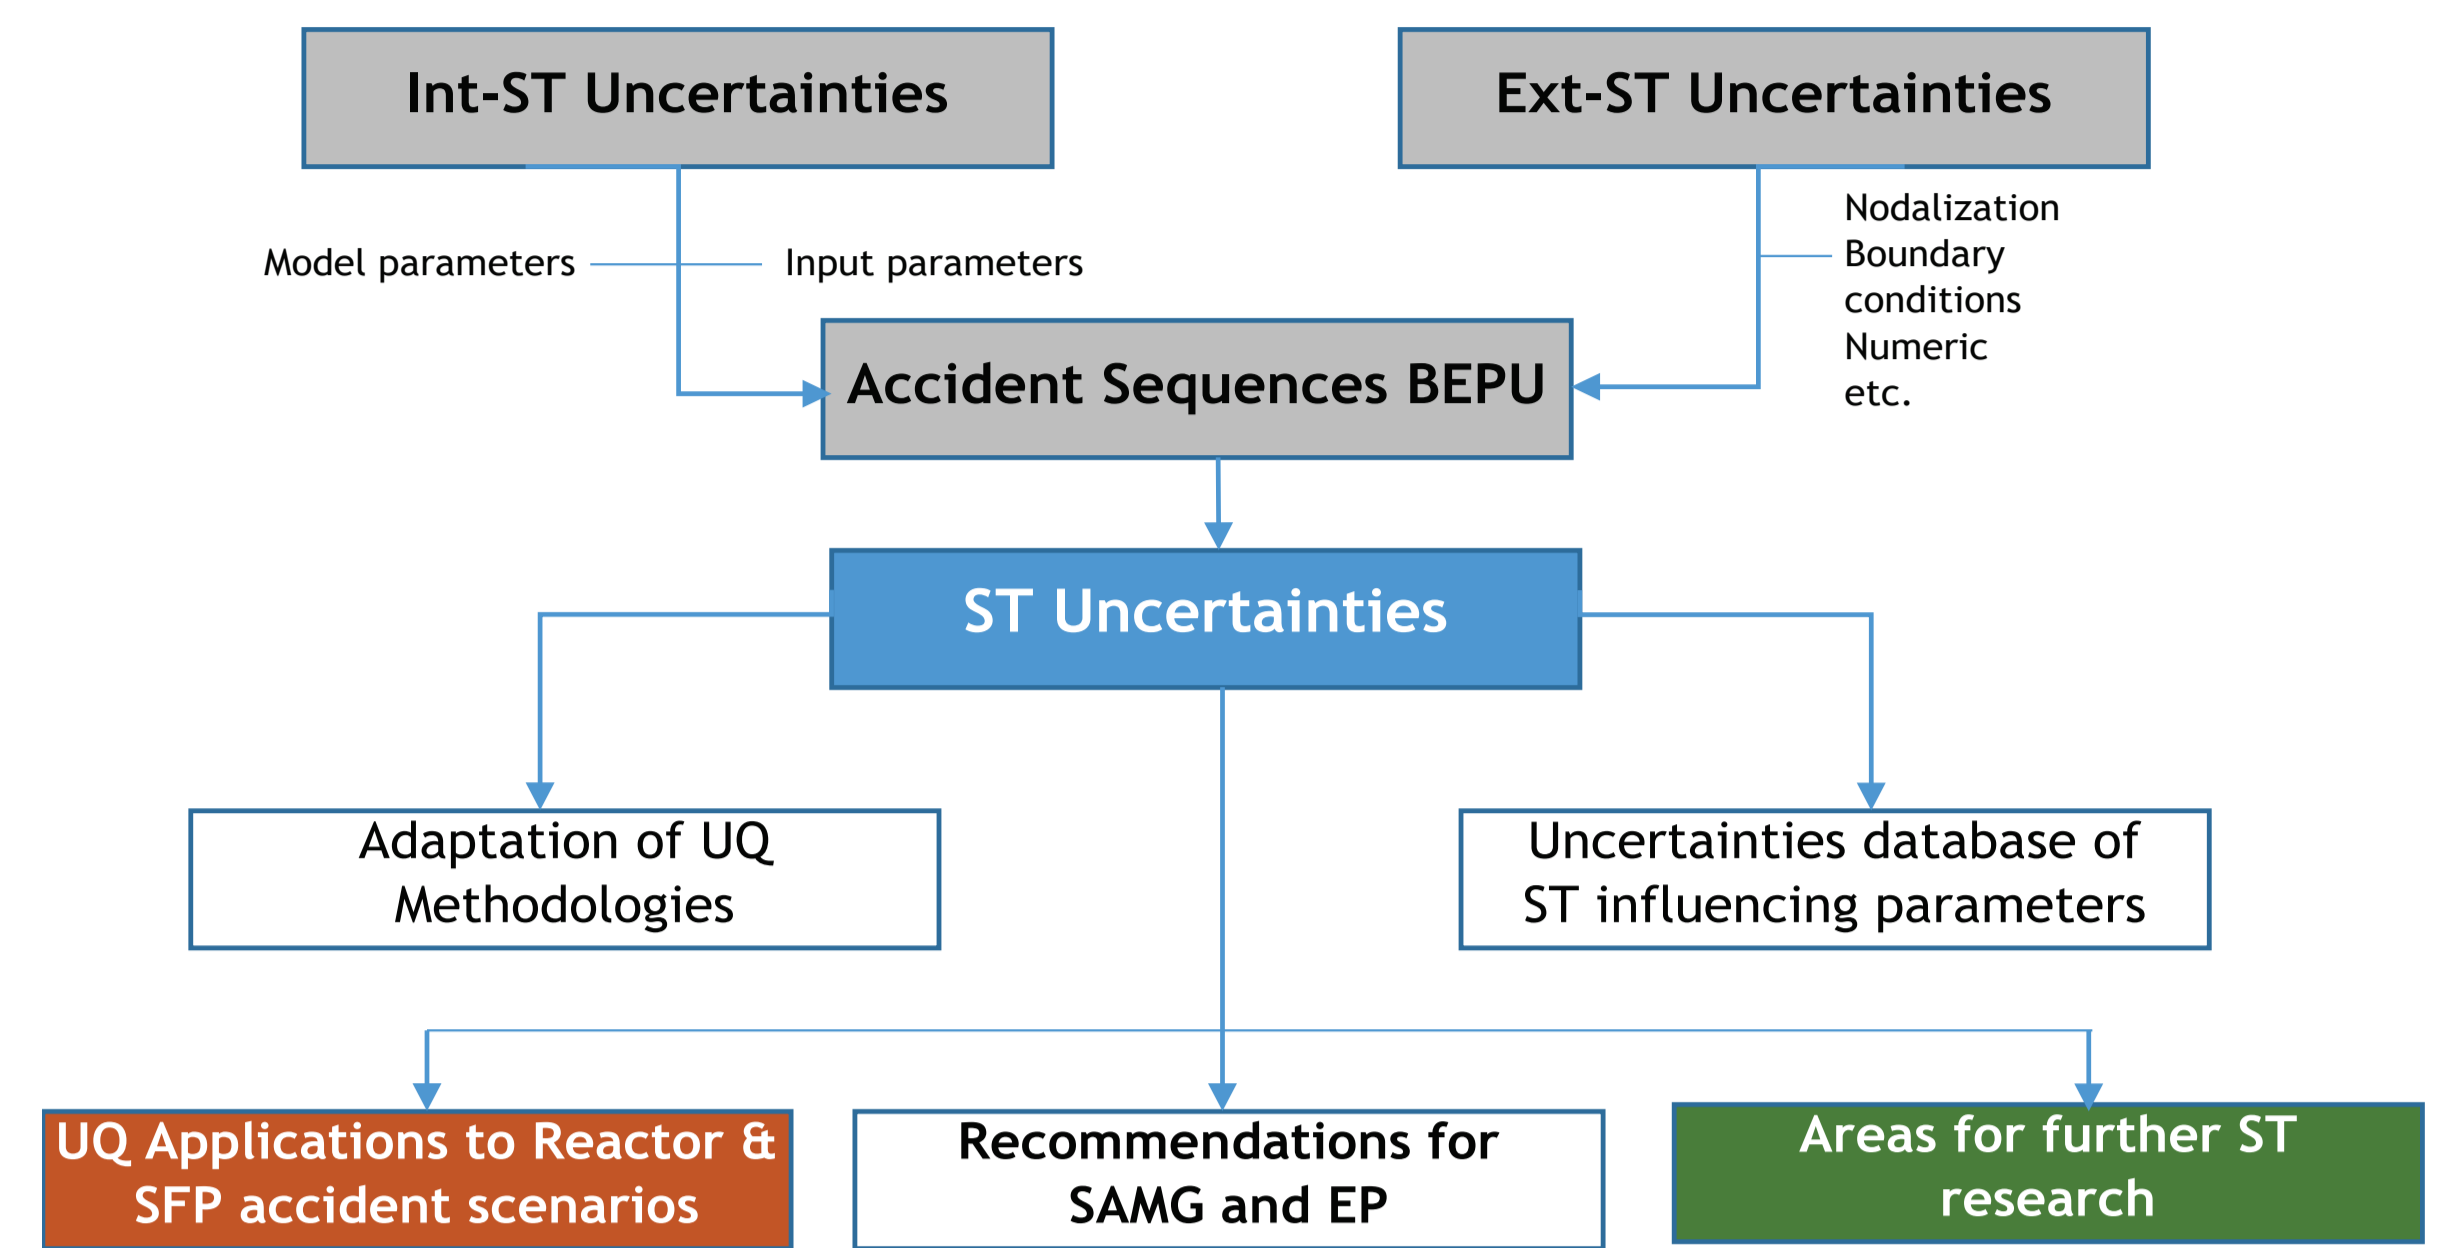 Int-ST Uncertainties
Ext-ST Uncertainties
Model parameters
Input parameters
Nodalization
Boundary
conditions
Numeric
etc.
Accident Sequences BEPU
ST Uncertainties
Adaptation of UQ
Methodologies
Uncertainties database of
ST influencing parameters
UQ Applications to Reactor &
SFP accident scenarios
Recommendations for
SAMG and EP
Areas for further ST
research